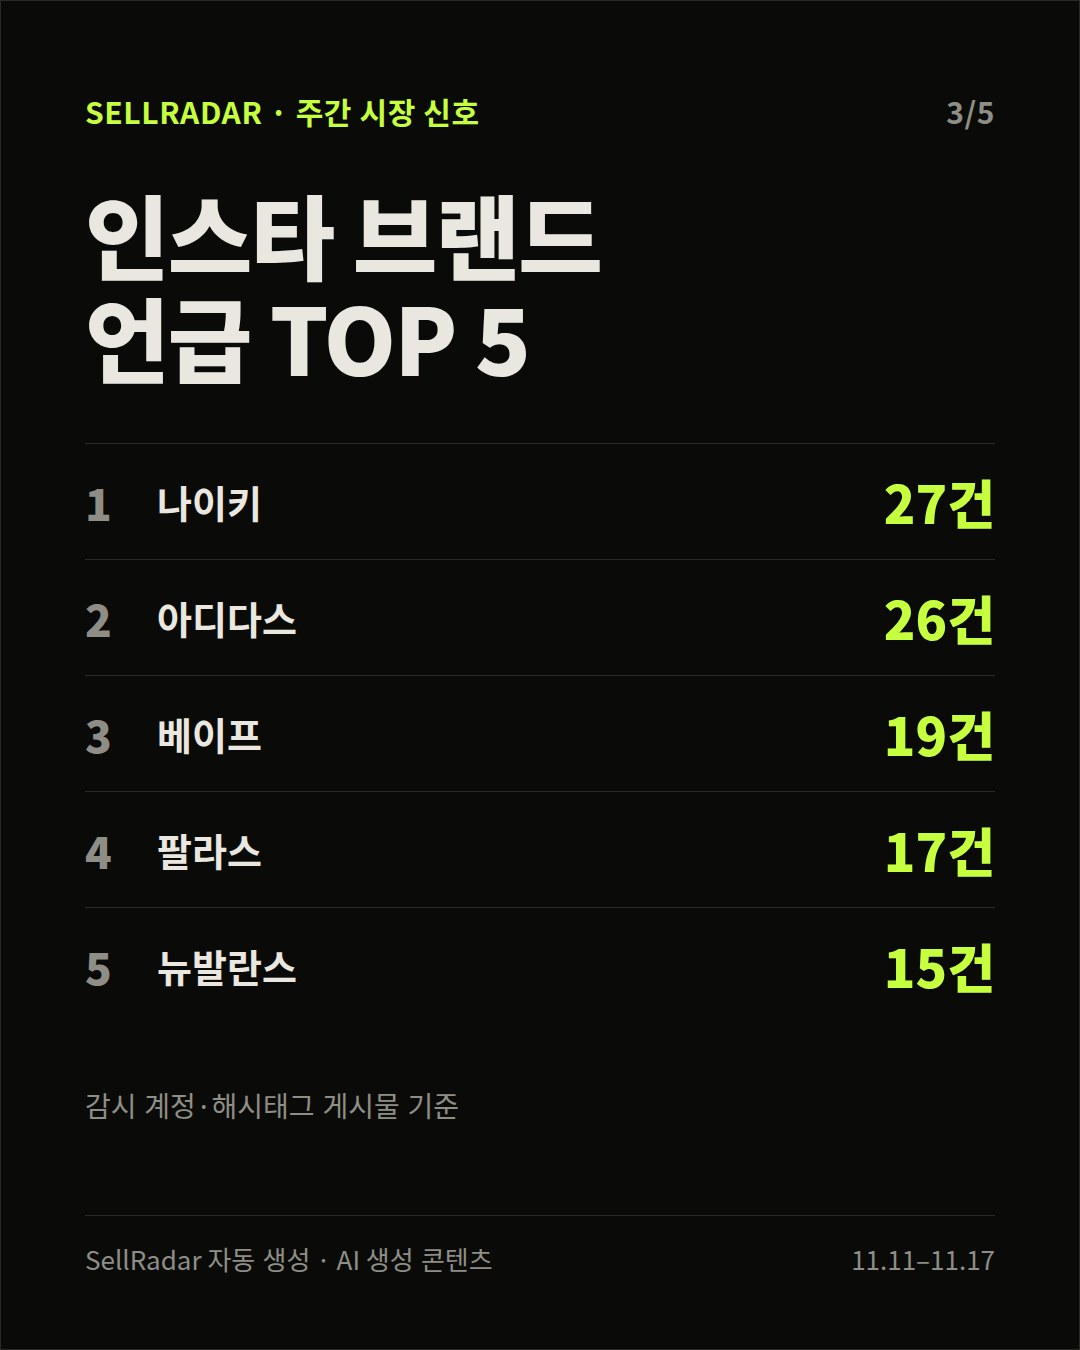 SELLRADAR · 주간 시장 신호
3/5
인스타 브랜드
언급 TOP 5
1 나이키 27건
2 아디다스 26건
3 베이프 19건
4 팔라스 17건
5 뉴발란스 15건
감시 계정·해시태그 게시물 기준
SellRadar 자동 생성 · AI 생성 콘텐츠
11.11–11.17